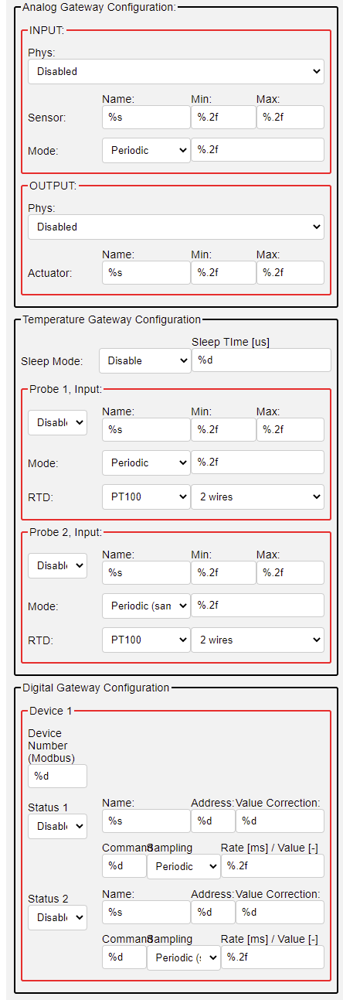 Analog Gateway Configuration:
INPUT:
Phys:
Disabled
Name: Min: Max:
Sensor: %s %.2f %.2f
Mode: Periodic %.2f
OUTPUT:
Phys:
Disabled
Name: Min: Max:
Actuator: %s %.2f %.2f
Temperature Gateway Configuration
Sleep TIme [us]
Sleep Mode: Disable %d
Probe 1, Input:
Name: Min: Max:
Disabl %s %.2f %.2f
Mode: Periodic %.2f
RTD: PT100 2 wires
Probe 2, Input:
Name: Min: Max:
Disabl %s %.2f %.2f
Mode: Periodic (san %.2f
RTD: PT100 2 wires
Digital Gateway Configuration
Device 1
Device
Number
(Modbus)
%d
Status 1 Name: Address: Value Correction:
Disabl %s %d %d
Command Sampling Rate [ms] / Value [-]
%d Periodic %.2f
Status 2 Name: Address: Value Correction:
Disabl %s %d %d
Command Sampling Rate [ms] / Value [-]
%d Periodic (s %.2f